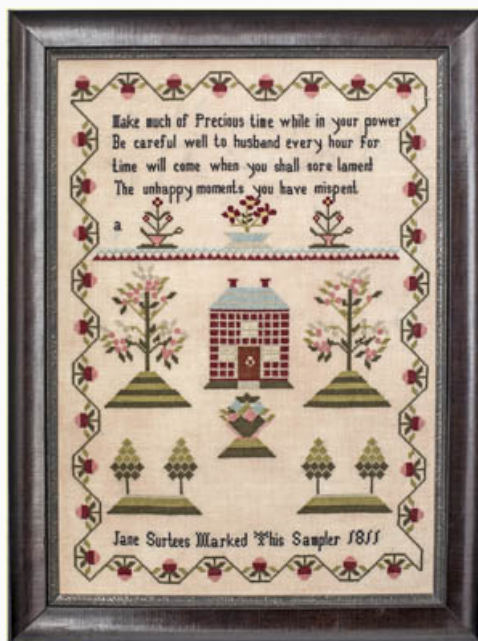 Make much of Precious time while in your power
Be careful well to husband every hour For
time will come when you shall sore lament
The unhappy moments you have mispent
a
Jane Surtees Marked This Sampler 1811